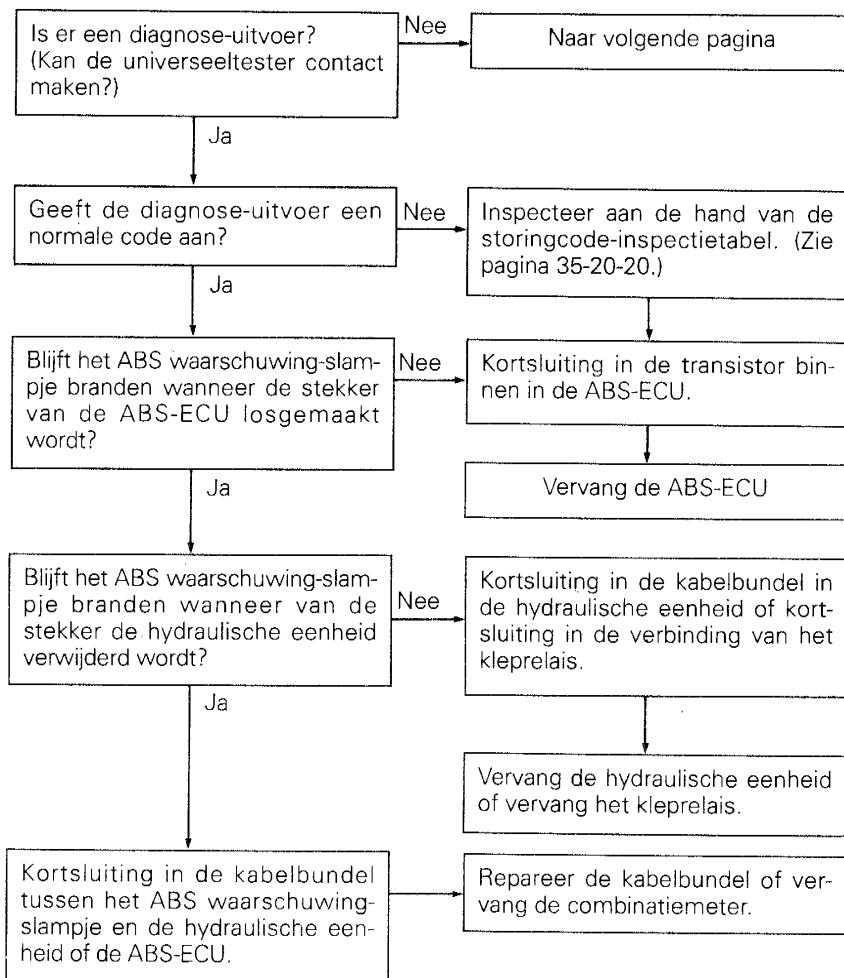 Is er een diagnose-uitvoer?
(Kan de universeeltester contact
maken?)
Nee
Naar volgende pagina
Ja
Geeft de diagnose-uitvoer een
normale code aan?
Nee
Inspecteer aan de hand van de
storingcode-inspectietabel. (Zie
pagina 35-20-20.)
Ja
Blijft het ABS waarschuwing-slam-
pje branden wanneer de stekker
van de ABS-ECU losgemaakt
wordt?
Nee
Kortsluiting in de transistor bin-
nen in de ABS-ECU.
Vervang de ABS-ECU
Ja
Blijft het ABS waarschuwing-slam-
pje branden wanneer van de
stekker de hydraulische eenheid
verwijderd wordt?
Nee
Kortsluiting in de kabelbundel in
de hydraulische eenheid of kort-
sluiting in de verbinding van het
kleprelais.
Ja
Vervang de hydraulische eenheid
of vervang het kleprelais.
Kortsluiting in de kabelbundel
tussen het ABS waarschuwing-
slampje en de hydraulische een-
heid of de ABS-ECU.
Repareer de kabelbundel of ver-
vang de combinatiemeter.